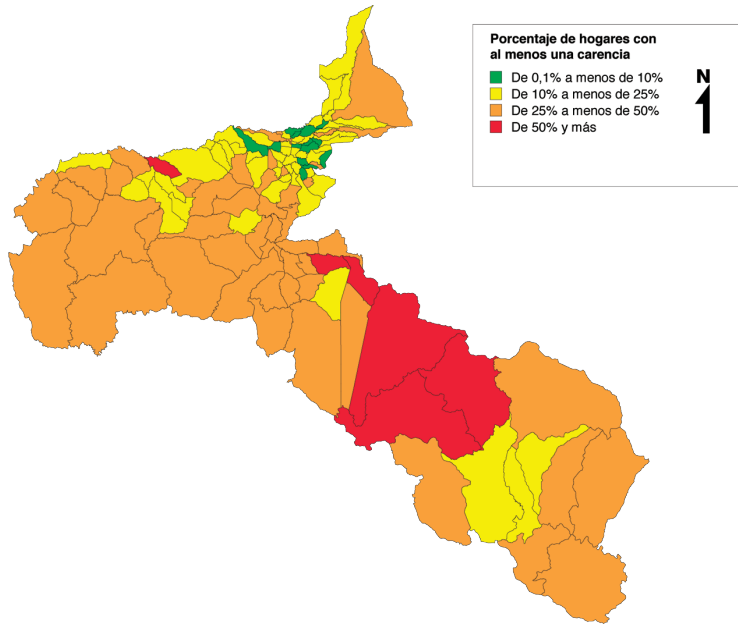 Porcentaje de hogares con
al menos una carencia
De 0,1% a menos de 10%
De 10% a menos de 25%
De 25% a menos de 50%
De 50% y más
N